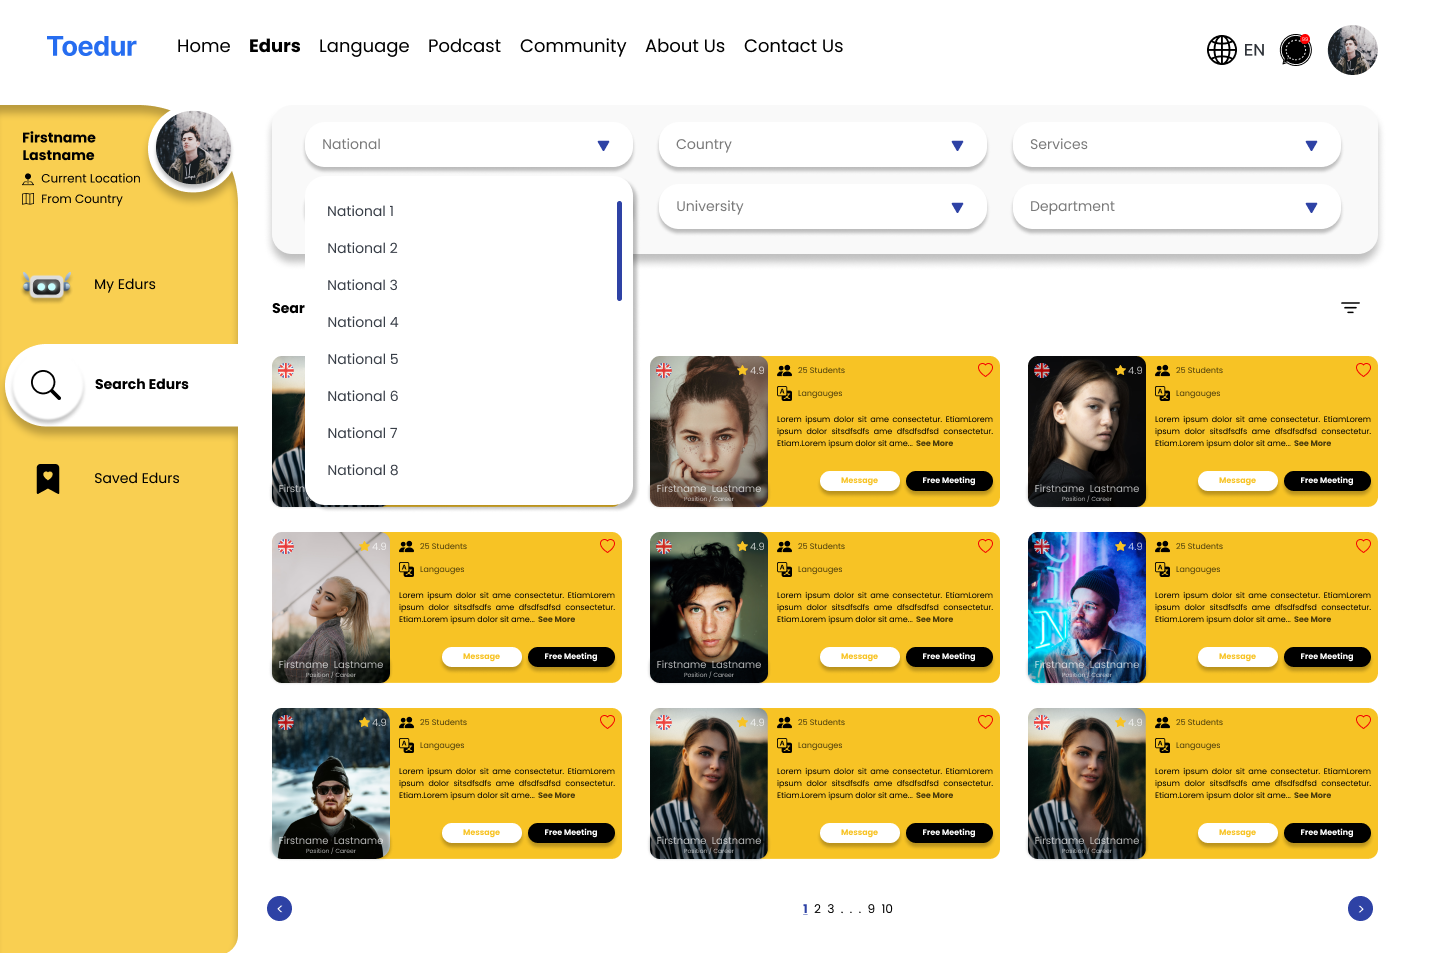 Toedur Home Edurs Language Podcast Community About Us Contact Us EN
Firstname
Lastname
Current Location
From Country
My Edurs
Search Edurs
Saved Edurs
National Country Services
University Department
National 1
National 2
National 3
National 4
National 5
National 6
National 7
National 8
Sear
Firstn
4.9 25 Students
Langauges
Lorem ipsum dolor sit ame consectetur. EtiamLorem
ipsum dolor sitsdfsdfs ame dfsdfsdfsd consectetur.
Etiam.Lorem ipsum dolor sit ame... See More
Message Free Meeting
Firstname Lastname
Position / Career
4.9 25 Students
Langauges
Lorem ipsum dolor sit ame consectetur. EtiamLorem
ipsum dolor sitsdfsdfs ame dfsdfsdfsd consectetur.
Etiam.Lorem ipsum dolor sit ame... See More
Message Free Meeting
Firstname Lastname
Position / Career
4.9 25 Students
Langauges
Lorem ipsum dolor sit ame consectetur. EtiamLorem
ipsum dolor sitsdfsdfs ame dfsdfsdfsd consectetur.
Etiam.Lorem ipsum dolor sit ame... See More
Message Free Meeting
Firstname Lastname
Position / Career
4.9 25 Students
Langauges
Lorem ipsum dolor sit ame consectetur. EtiamLorem
ipsum dolor sitsdfsdfs ame dfsdfsdfsd consectetur.
Etiam.Lorem ipsum dolor sit ame... See More
Message Free Meeting
Firstname Lastname
Position / Career
4.9 25 Students
Langauges
Lorem ipsum dolor sit ame consectetur. EtiamLorem
ipsum dolor sitsdfsdfs ame dfsdfsdfsd consectetur.
Etiam.Lorem ipsum dolor sit ame... See More
Message Free Meeting
Firstname Lastname
Position / Career
4.9 25 Students
Langauges
Lorem ipsum dolor sit ame consectetur. EtiamLorem
ipsum dolor sitsdfsdfs ame dfsdfsdfsd consectetur.
Etiam.Lorem ipsum dolor sit ame... See More
Message Free Meeting
Firstname Lastname
Position / Career
4.9 25 Students
Langauges
Lorem ipsum dolor sit ame consectetur. EtiamLorem
ipsum dolor sitsdfsdfs ame dfsdfsdfsd consectetur.
Etiam.Lorem ipsum dolor sit ame... See More
Message Free Meeting
Firstname Lastname
Position / Career
4.9 25 Students
Langauges
Lorem ipsum dolor sit ame consectetur. EtiamLorem
ipsum dolor sitsdfsdfs ame dfsdfsdfsd consectetur.
Etiam.Lorem ipsum dolor sit ame... See More
Message Free Meeting
Firstname Lastname
Position / Career
< 1 2 3 . . . 9 10 >